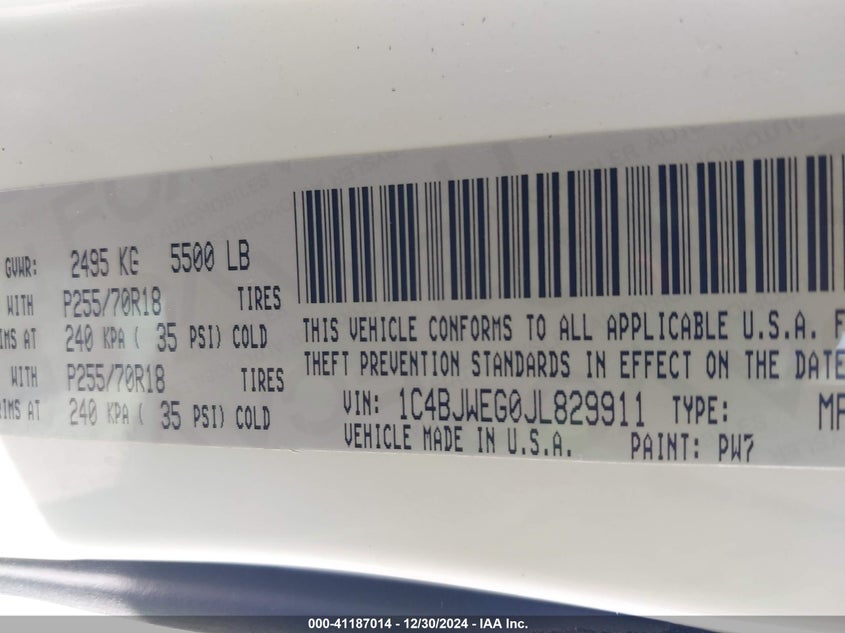 GVWR: 2495 KG 5500 LB
WITH P255/70R18 TIRES
IMS AT 240 KPA ( 35 PSI) COLD
WITH P255/70R18 TIRES
RIMS AT 240 KPA ( 35 PSI) COLD
THIS VEHICLE CONFORMS TO ALL APPLICABLE U.S.A. F
THEFT PREVENTION STANDARDS IN EFFECT ON THE DATE
VIN: 1C4BJWEG0JL829911 TYPE: MP
VEHICLE MADE IN U.S.A. PAINT: PW7
000-41187014 - 12/30/2024 - IAA Inc.